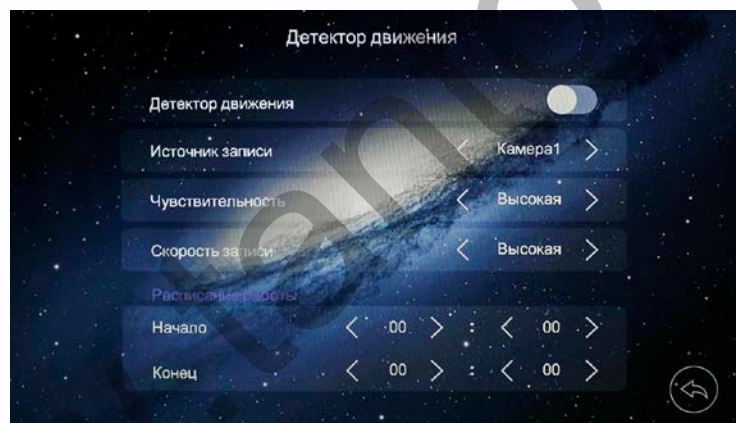 Детектор движения
Детектор движения
Источник записи < Камера1 >
Чувствительность < Высокая >
Скорость записи < Высокая >
Расписание работы
Начало < 00 > : < 00 >
Конец < 00 > : < 00 >